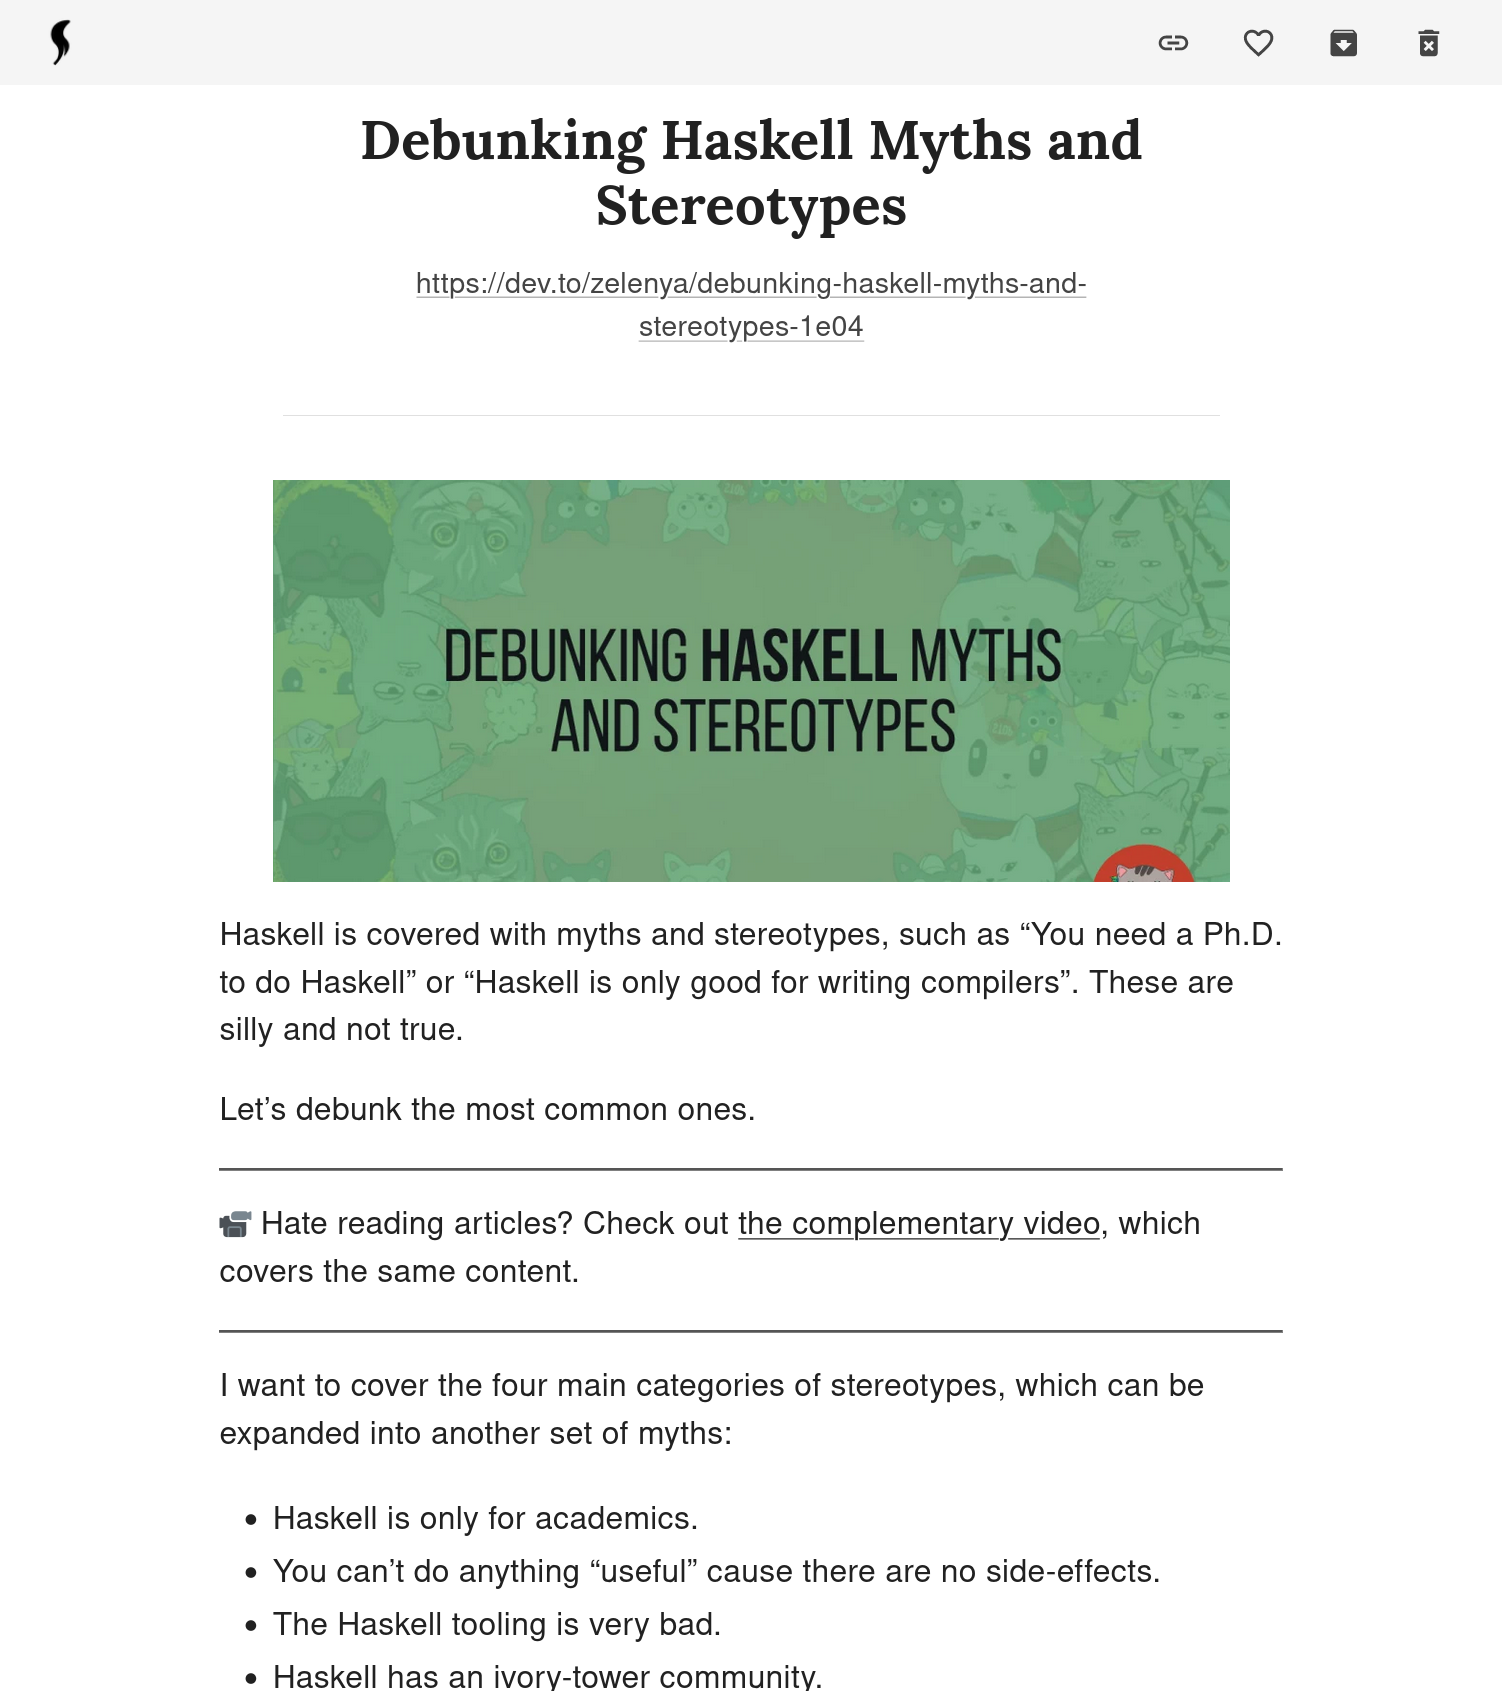 Debunking Haskell Myths and
Stereotypes
https://dev.to/zelenya/debunking-haskell-myths-and-
stereotypes-1e04
DEBUNKING HASKELL MYTHS
AND STEREOTYPES
Haskell is covered with myths and stereotypes, such as “You need a Ph.D.
to do Haskell” or “Haskell is only good for writing compilers”. These are
silly and not true.
Let’s debunk the most common ones.
Hate reading articles? Check out the complementary video, which
covers the same content.
I want to cover the four main categories of stereotypes, which can be
expanded into another set of myths:
• Haskell is only for academics.
• You can’t do anything “useful” cause there are no side-effects.
• The Haskell tooling is very bad.
• Haskell has an ivory-tower community.